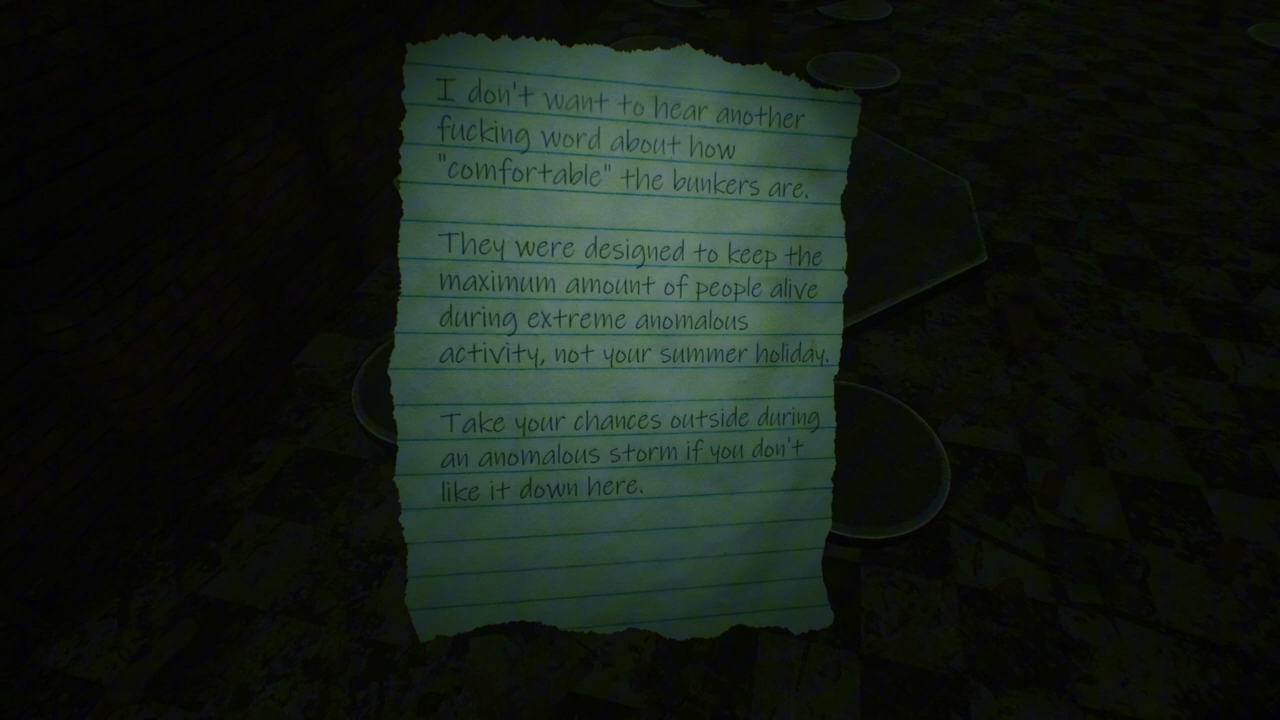 I don't want to hear another
fucking word about how
"comfortable" the bunkers are.
They were designed to keep the
maximum amount of people alive
during extreme anomalous
activity, not your summer holiday.
Take your chances outside during
an anomalous storm if you don't
like it down here.